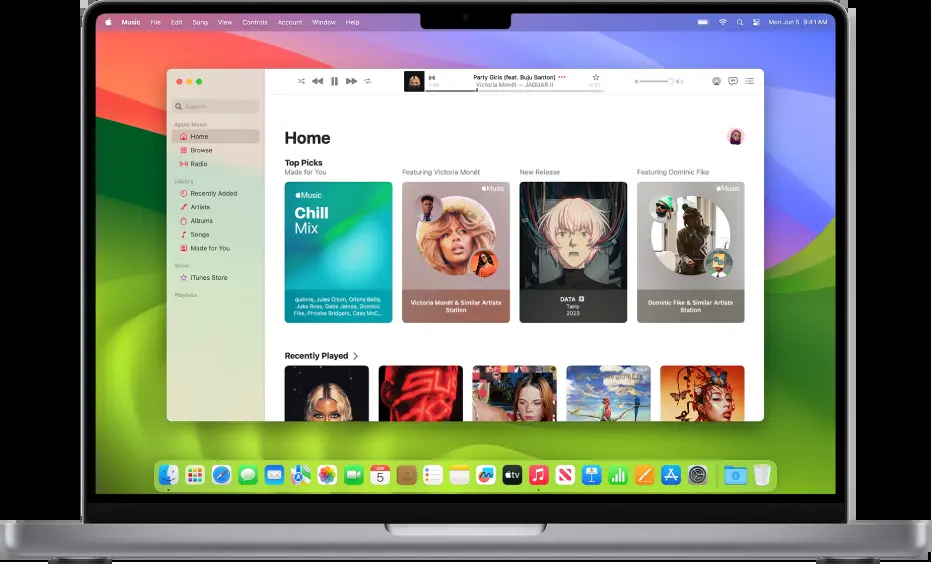 Music File Edit Song View Controls Account Window Help
Mon Jun 5 9:41 AM
Party Girls (feat. Buju Banton)
Victoria Monét — JAGUAR II
Search
Apple Music
Home
Browse
Radio
Library
Recently Added
Artists
Albums
Songs
Made for You
Store
iTunes Store
Playlists
Home
Top Picks
Made for You
Featuring Victoria Monét
New Release
Featuring Dominic Fike
Music
Chill
Mix
quinnie, Jules Olson, Orions Belte,
Juke Ross, Gabe James, Dominic
Fike, Phoebe Bridgers, Case McC...
Music
Victoria Monét & Similar Artists
Station
DATA E
Tainy
2023
Music
Dominic Fike & Similar Artists
Station
Recently Played
JUN
5
tv